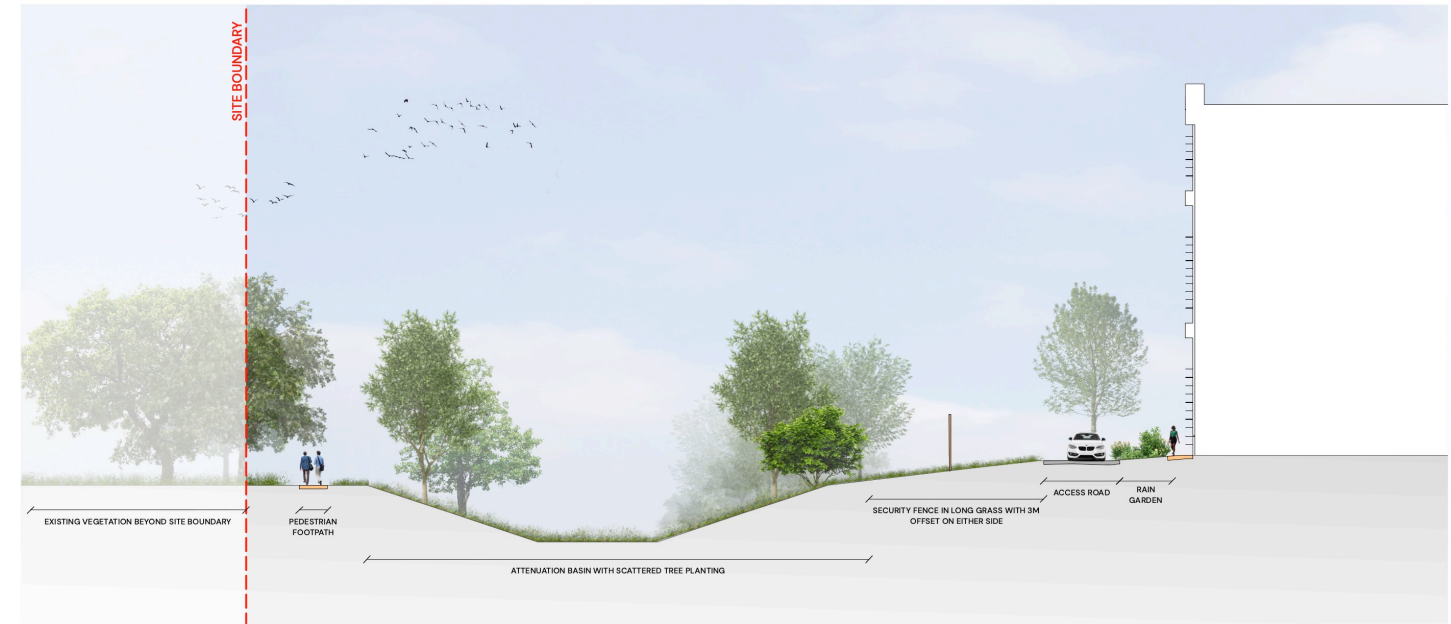 SITE BOUNDARY
EXISTING VEGETATION BEYOND SITE BOUNDARY
PEDESTRIAN
FOOTPATH
ATTENUATION BASIN WITH SCATTERED TREE PLANTING
SECURITY FENCE IN LONG GRASS WITH 3M
OFFSET ON EITHER SIDE
ACCESS ROAD
RAIN
GARDEN